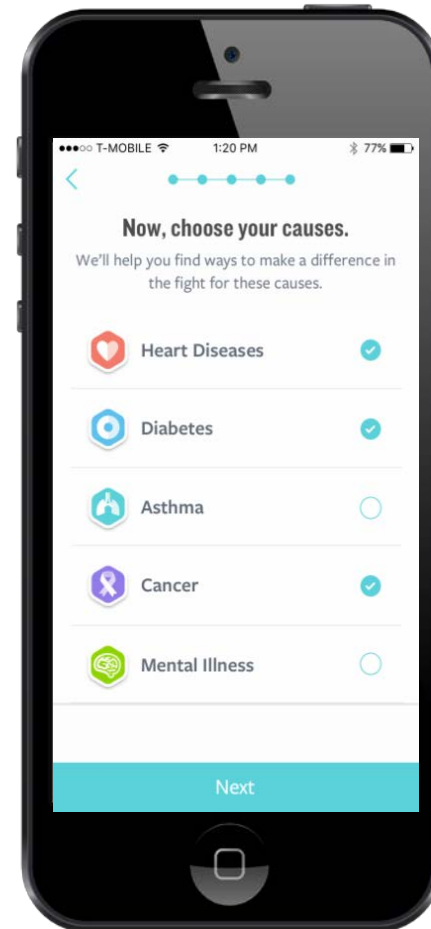 ●●●○○ T-MOBILE 1:20 PM 77%
Now, choose your causes.
We'll help you find ways to make a difference in
the fight for these causes.
Heart Diseases
Diabetes
Asthma
Cancer
Mental Illness
Next